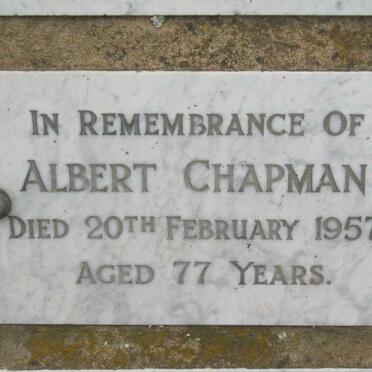 In Remembrance Of
Albert Chapman
Died 20th February 1957
Aged 77 Years.